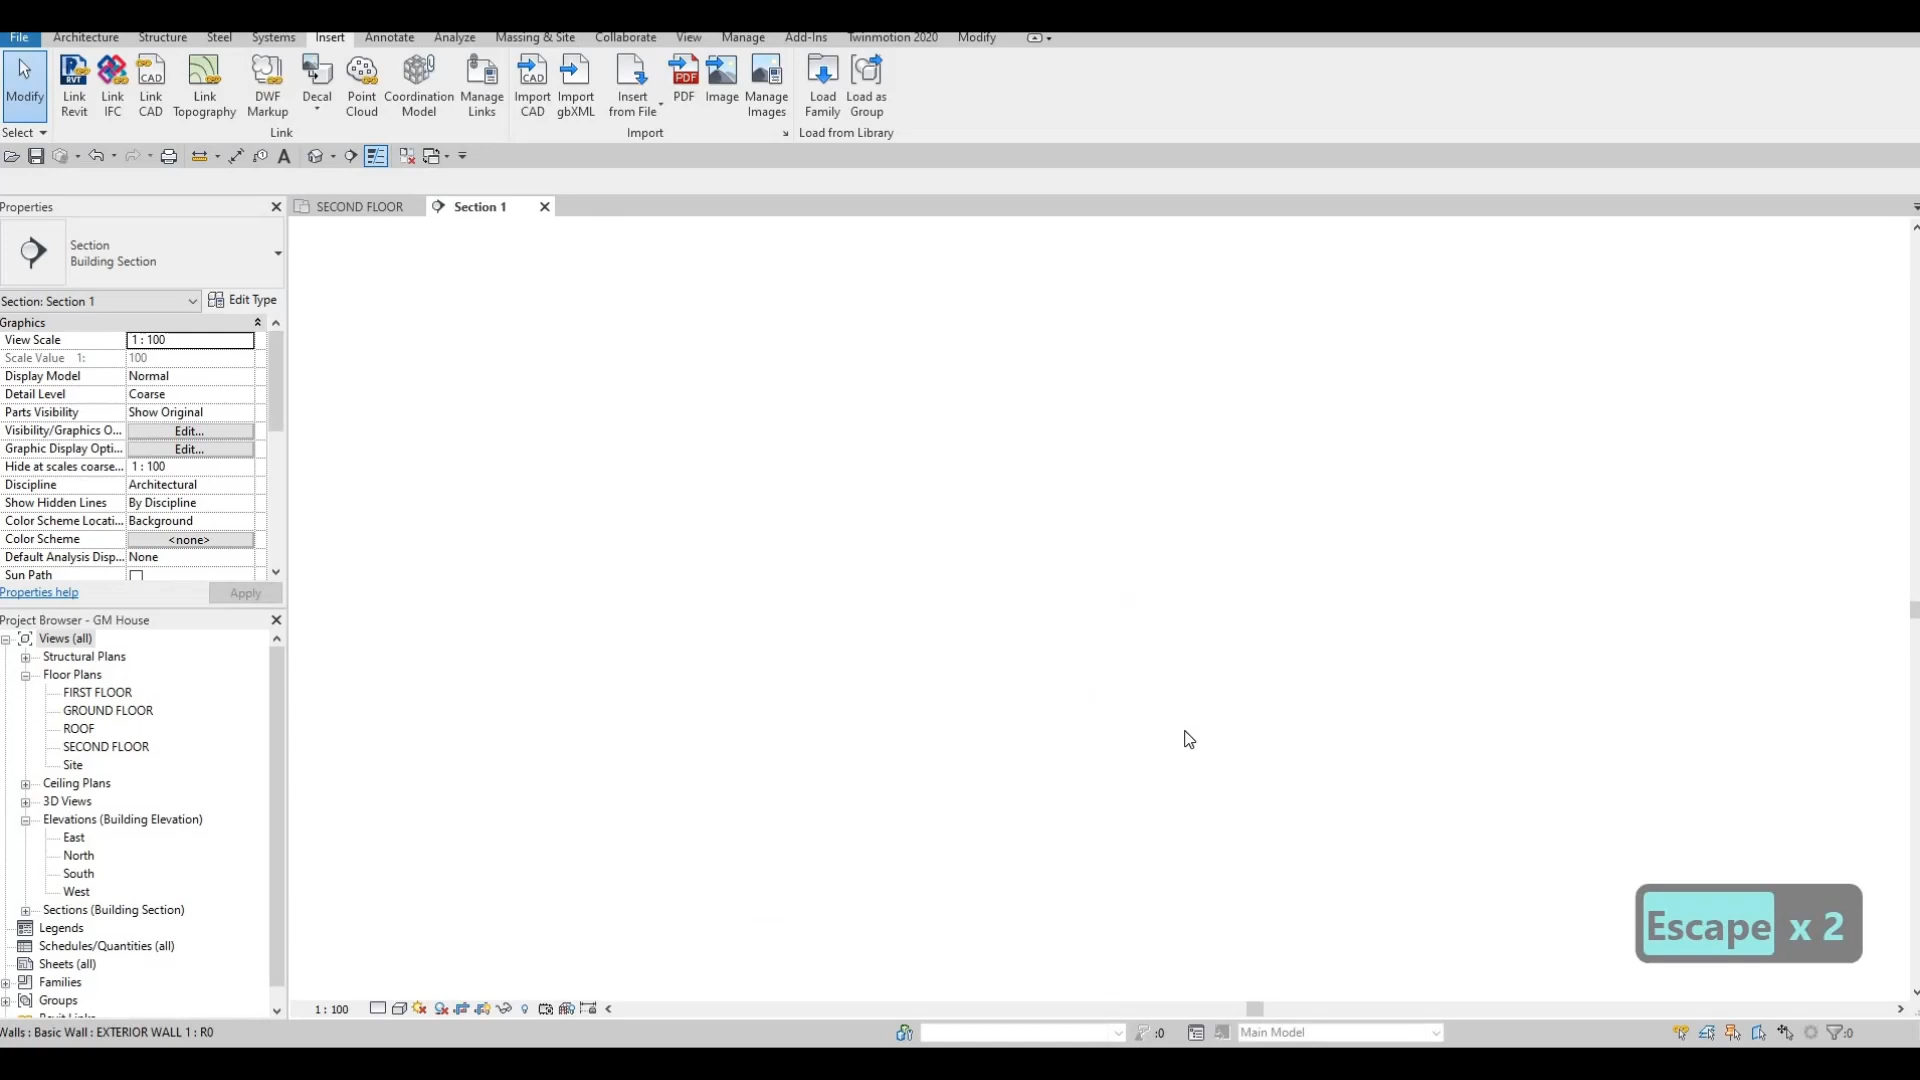 File Architecture Structure Steel Systems Insert Annotate Analyze Massing & Site Collaborate View Manage Add-Ins Twinmotion 2020 Modify
Modify
Link Revit
Link IFC
Link CAD
Link Topography
DWF Markup
Decal
Point Cloud
Coordination Model
Manage Links
Import CAD
Import gbXML
Insert from File
PDF
Image
Manage Images
Load Family
Load as Group
Select Link Import Load from Library
Properties
SECOND FLOOR Section 1
Section
Building Section
Section: Section 1 Edit Type
Graphics
View Scale 1 : 100
Scale Value 1: 100
Display Model Normal
Detail Level Coarse
Parts Visibility Show Original
Visibility/Graphics O... Edit...
Graphic Display Opti... Edit...
Hide at scales coarse... 1 : 100
Discipline Architectural
Show Hidden Lines By Discipline
Color Scheme Locati... Background
Color Scheme <none>
Default Analysis Disp... None
Sun Path
Properties help Apply
Project Browser - GM House
Views (all)
Structural Plans
Floor Plans
FIRST FLOOR
GROUND FLOOR
ROOF
SECOND FLOOR
Site
Ceiling Plans
3D Views
Elevations (Building Elevation)
East
North
South
West
Sections (Building Section)
Legends
Schedules/Quantities (all)
Sheets (all)
Families
Groups
Escape x 2
1 : 100
Walls : Basic Wall : EXTERIOR WALL 1 : R0
:0
Main Model
:0